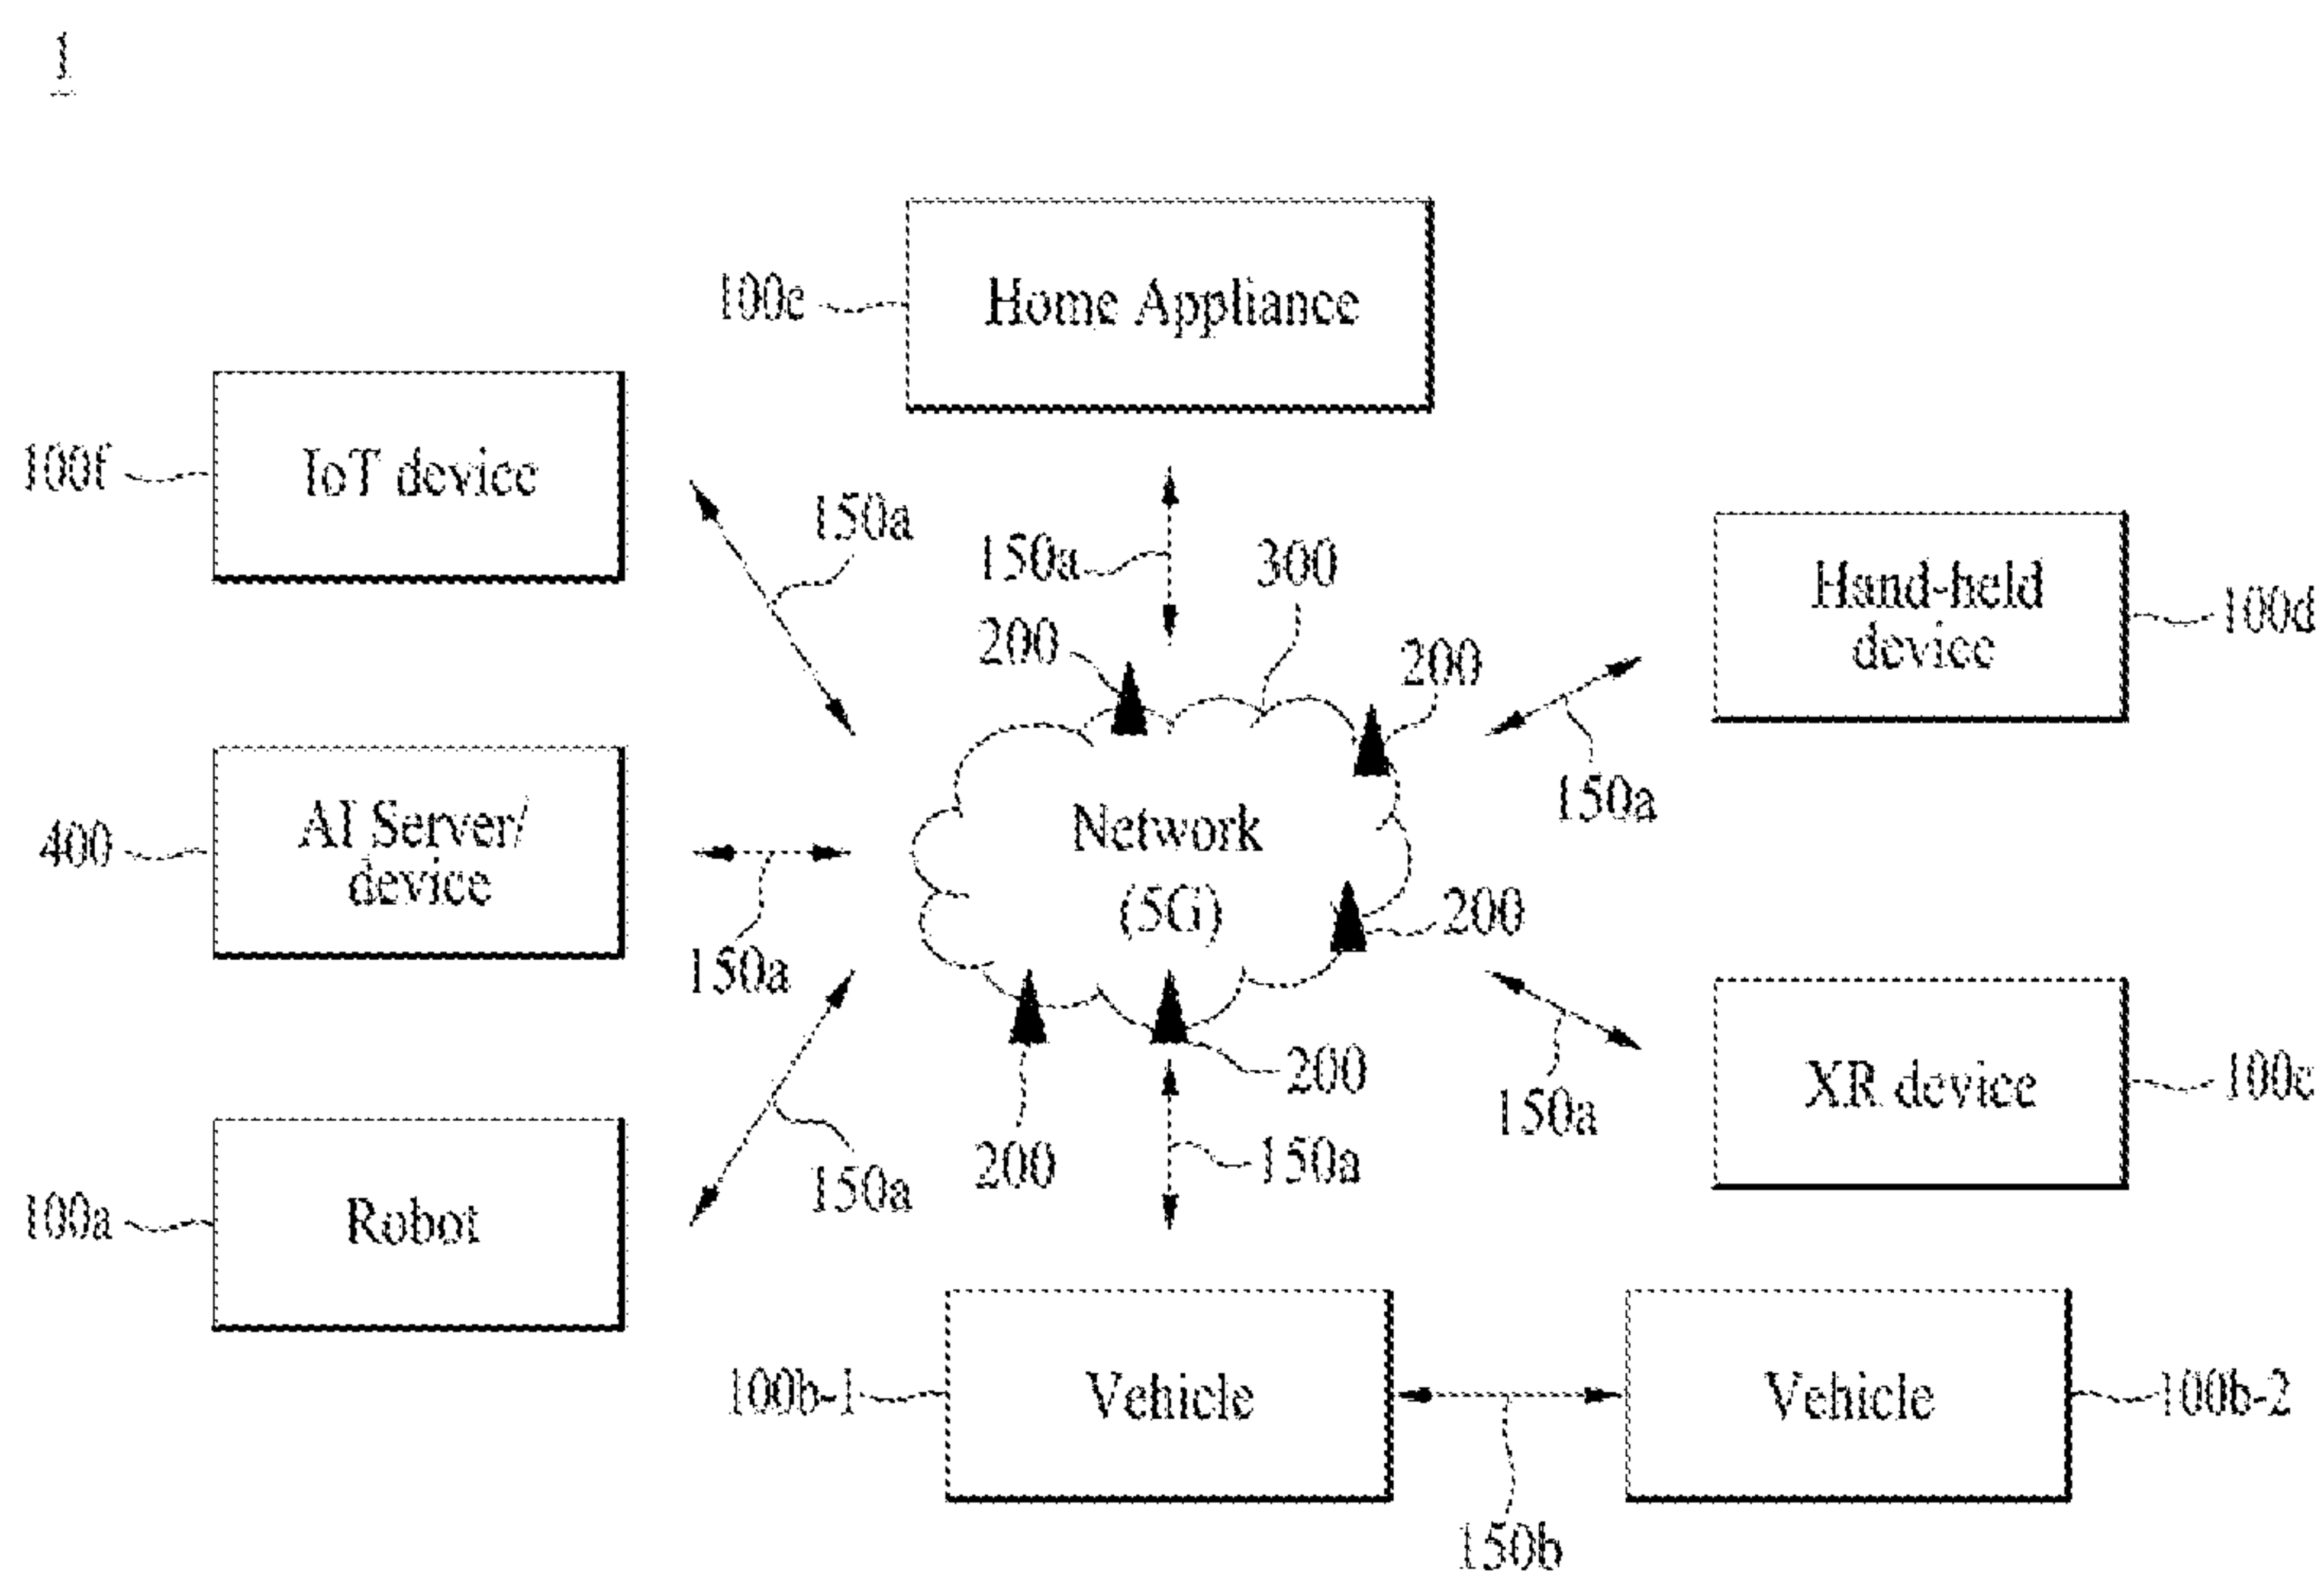 1
100e
Home Appliance
100f
IoT device
150a
150a
300
Hand-held
device
100d
200
200
150a
400
AI Server/
device
Network
(5G)
200
150a
XR device
100c
200
150a
200
150a
150a
100a
Robot
100b-1
Vehicle
Vehicle
100b-2
150b